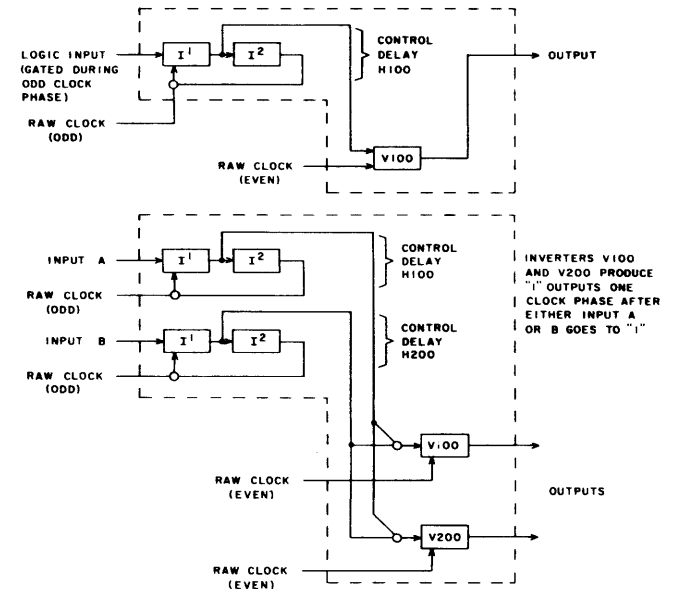 I1
I2
CONTROL
DELAY
H100
LOGIC INPUT
(GATED DURING
ODD CLOCK
PHASE)
OUTPUT
RAW CLOCK
(ODD)
V100
RAW CLOCK
(EVEN)
INPUT A
I1
I2
CONTROL
DELAY
H100
INVERTERS V100
AND V200 PRODUCE
"1" OUTPUTS ONE
CLOCK PHASE AFTER
EITHER INPUT A
OR B GOES TO "1"
RAW CLOCK
(ODD)
INPUT B
I1
I2
CONTROL
DELAY
H200
RAW CLOCK
(ODD)
V100
RAW CLOCK
(EVEN)
OUTPUTS
V200
RAW CLOCK
(EVEN)